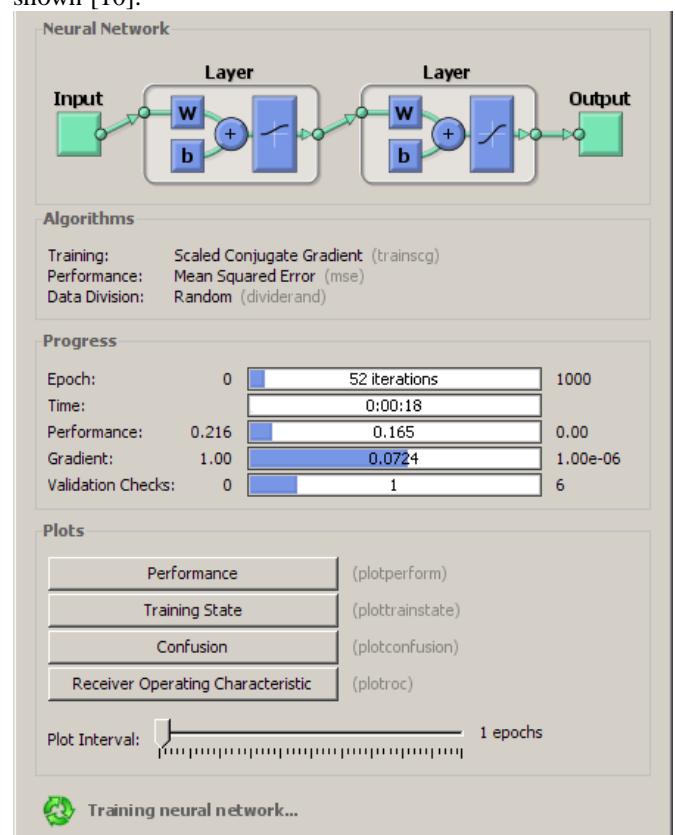 shown [10].
Neural Network
Layer Layer
Input Output
W W
+ +
b b
Algorithms
Training: Scaled Conjugate Gradient (trainscg)
Performance: Mean Squared Error (mse)
Data Division: Random (dividerand)
Progress
Epoch: 0 52 iterations 1000
Time: 0:00:18
Performance: 0.216 0.165 0.00
Gradient: 1.00 0.0724 1.00e-06
Validation Checks: 0 1 6
Plots
Performance (plotperform)
Training State (plottrainstate)
Confusion (plotconfusion)
Receiver Operating Characteristic (plotroc)
Plot Interval: 1 epochs
Training neural network...